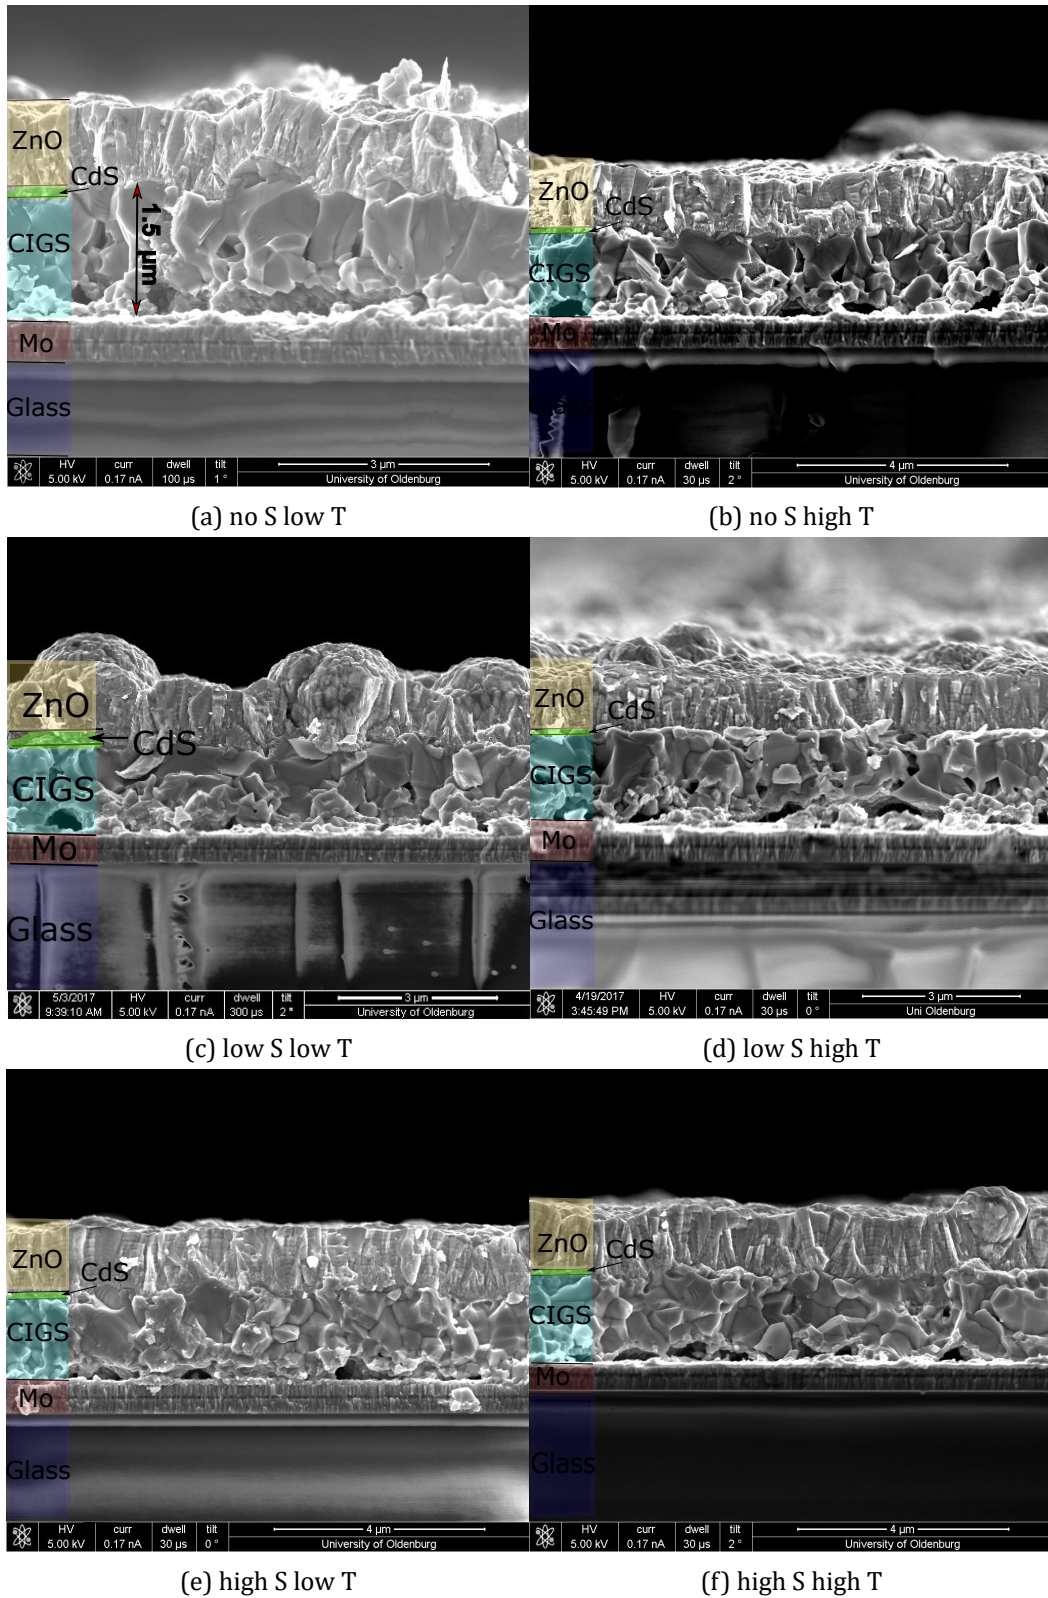 ZnO
CdS
1.5 µm
CIGS
Mo
Glass
HV curr dwell tilt 3 µm
5.00 kV 0.17 nA 100 µs 1 ° University of Oldenburg
(a) no S low T
ZnO
CdS
CIGS
Mo
Glass
HV curr dwell tilt 4 µm
5.00 kV 0.17 nA 30 µs 2 ° University of Oldenburg
(b) no S high T
ZnO
CdS
CIGS
Mo
Glass
5/3/2017 HV curr dwell tilt 3 µm
9:39:10 AM 5.00 kV 0.17 nA 300 µs 2 ° University of Oldenburg
(c) low S low T
ZnO
CdS
CIGS
Mo
Glass
4/19/2017 HV curr dwell tilt 3 µm
3:45:49 PM 5.00 kV 0.17 nA 30 µs 0 ° Uni Oldenburg
(d) low S high T
ZnO
CdS
CIGS
Mo
Glass
HV curr dwell tilt 4 µm
5.00 kV 0.17 nA 30 µs 0 ° University of Oldenburg
(e) high S low T
ZnO
CdS
CIGS
Mo
Glass
HV curr dwell tilt 4 µm
5.00 kV 0.17 nA 30 µs 2 ° University of Oldenburg
(f) high S high T